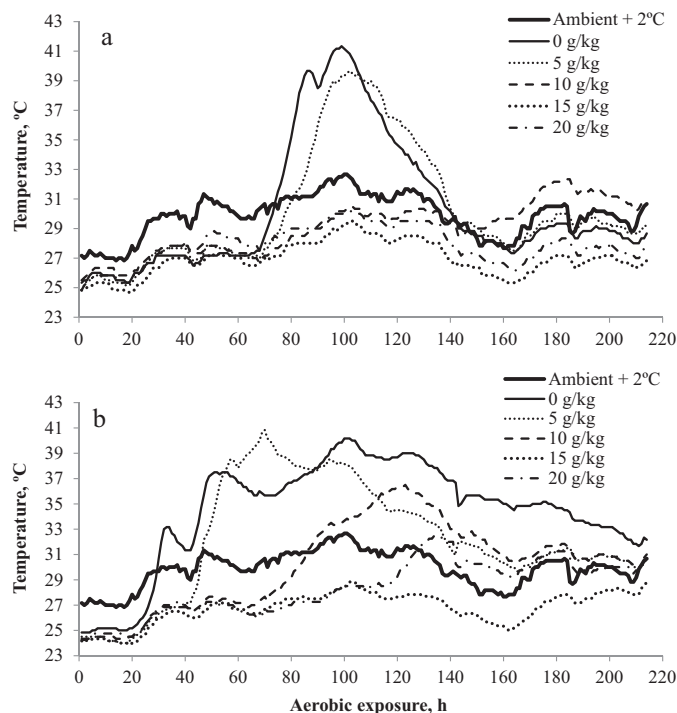 a
43
41
39
37
35
33
31
29
27
25
23
Temperature, ºC
Ambient + 2ºC
0 g/kg
5 g/kg
10 g/kg
15 g/kg
20 g/kg
0 20 40 60 80 100 120 140 160 180 200 220
b
43
41
39
37
35
33
31
29
27
25
23
Temperature, ºC
Ambient + 2ºC
0 g/kg
5 g/kg
10 g/kg
15 g/kg
20 g/kg
0 20 40 60 80 100 120 140 160 180 200 220
Aerobic exposure, h